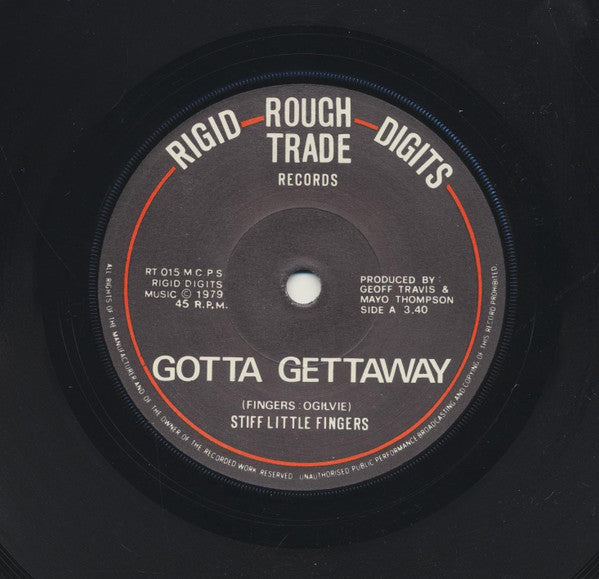 RIGID ROUGH TRADE DIGITS
RECORDS
RT 015 M.C.P.S
RIGID DIGITS
MUSIC © 1979
45 R.P.M.
PRODUCED BY:
GEOFF TRAVIS &
MAYO THOMPSON
SIDE A 3.40
GOTTA GETTAWAY
(FINGERS : OGILVIE)
STIFF LITTLE FINGERS
ALL RIGHTS OF THE MANUFACTURER AND OF THE OWNER OF THE RECORDED WORK RESERVED. UNAUTHORISED PUBLIC PERFORMANCE BROADCASTING AND COPYING OF THIS RECORD PROHIBITED.